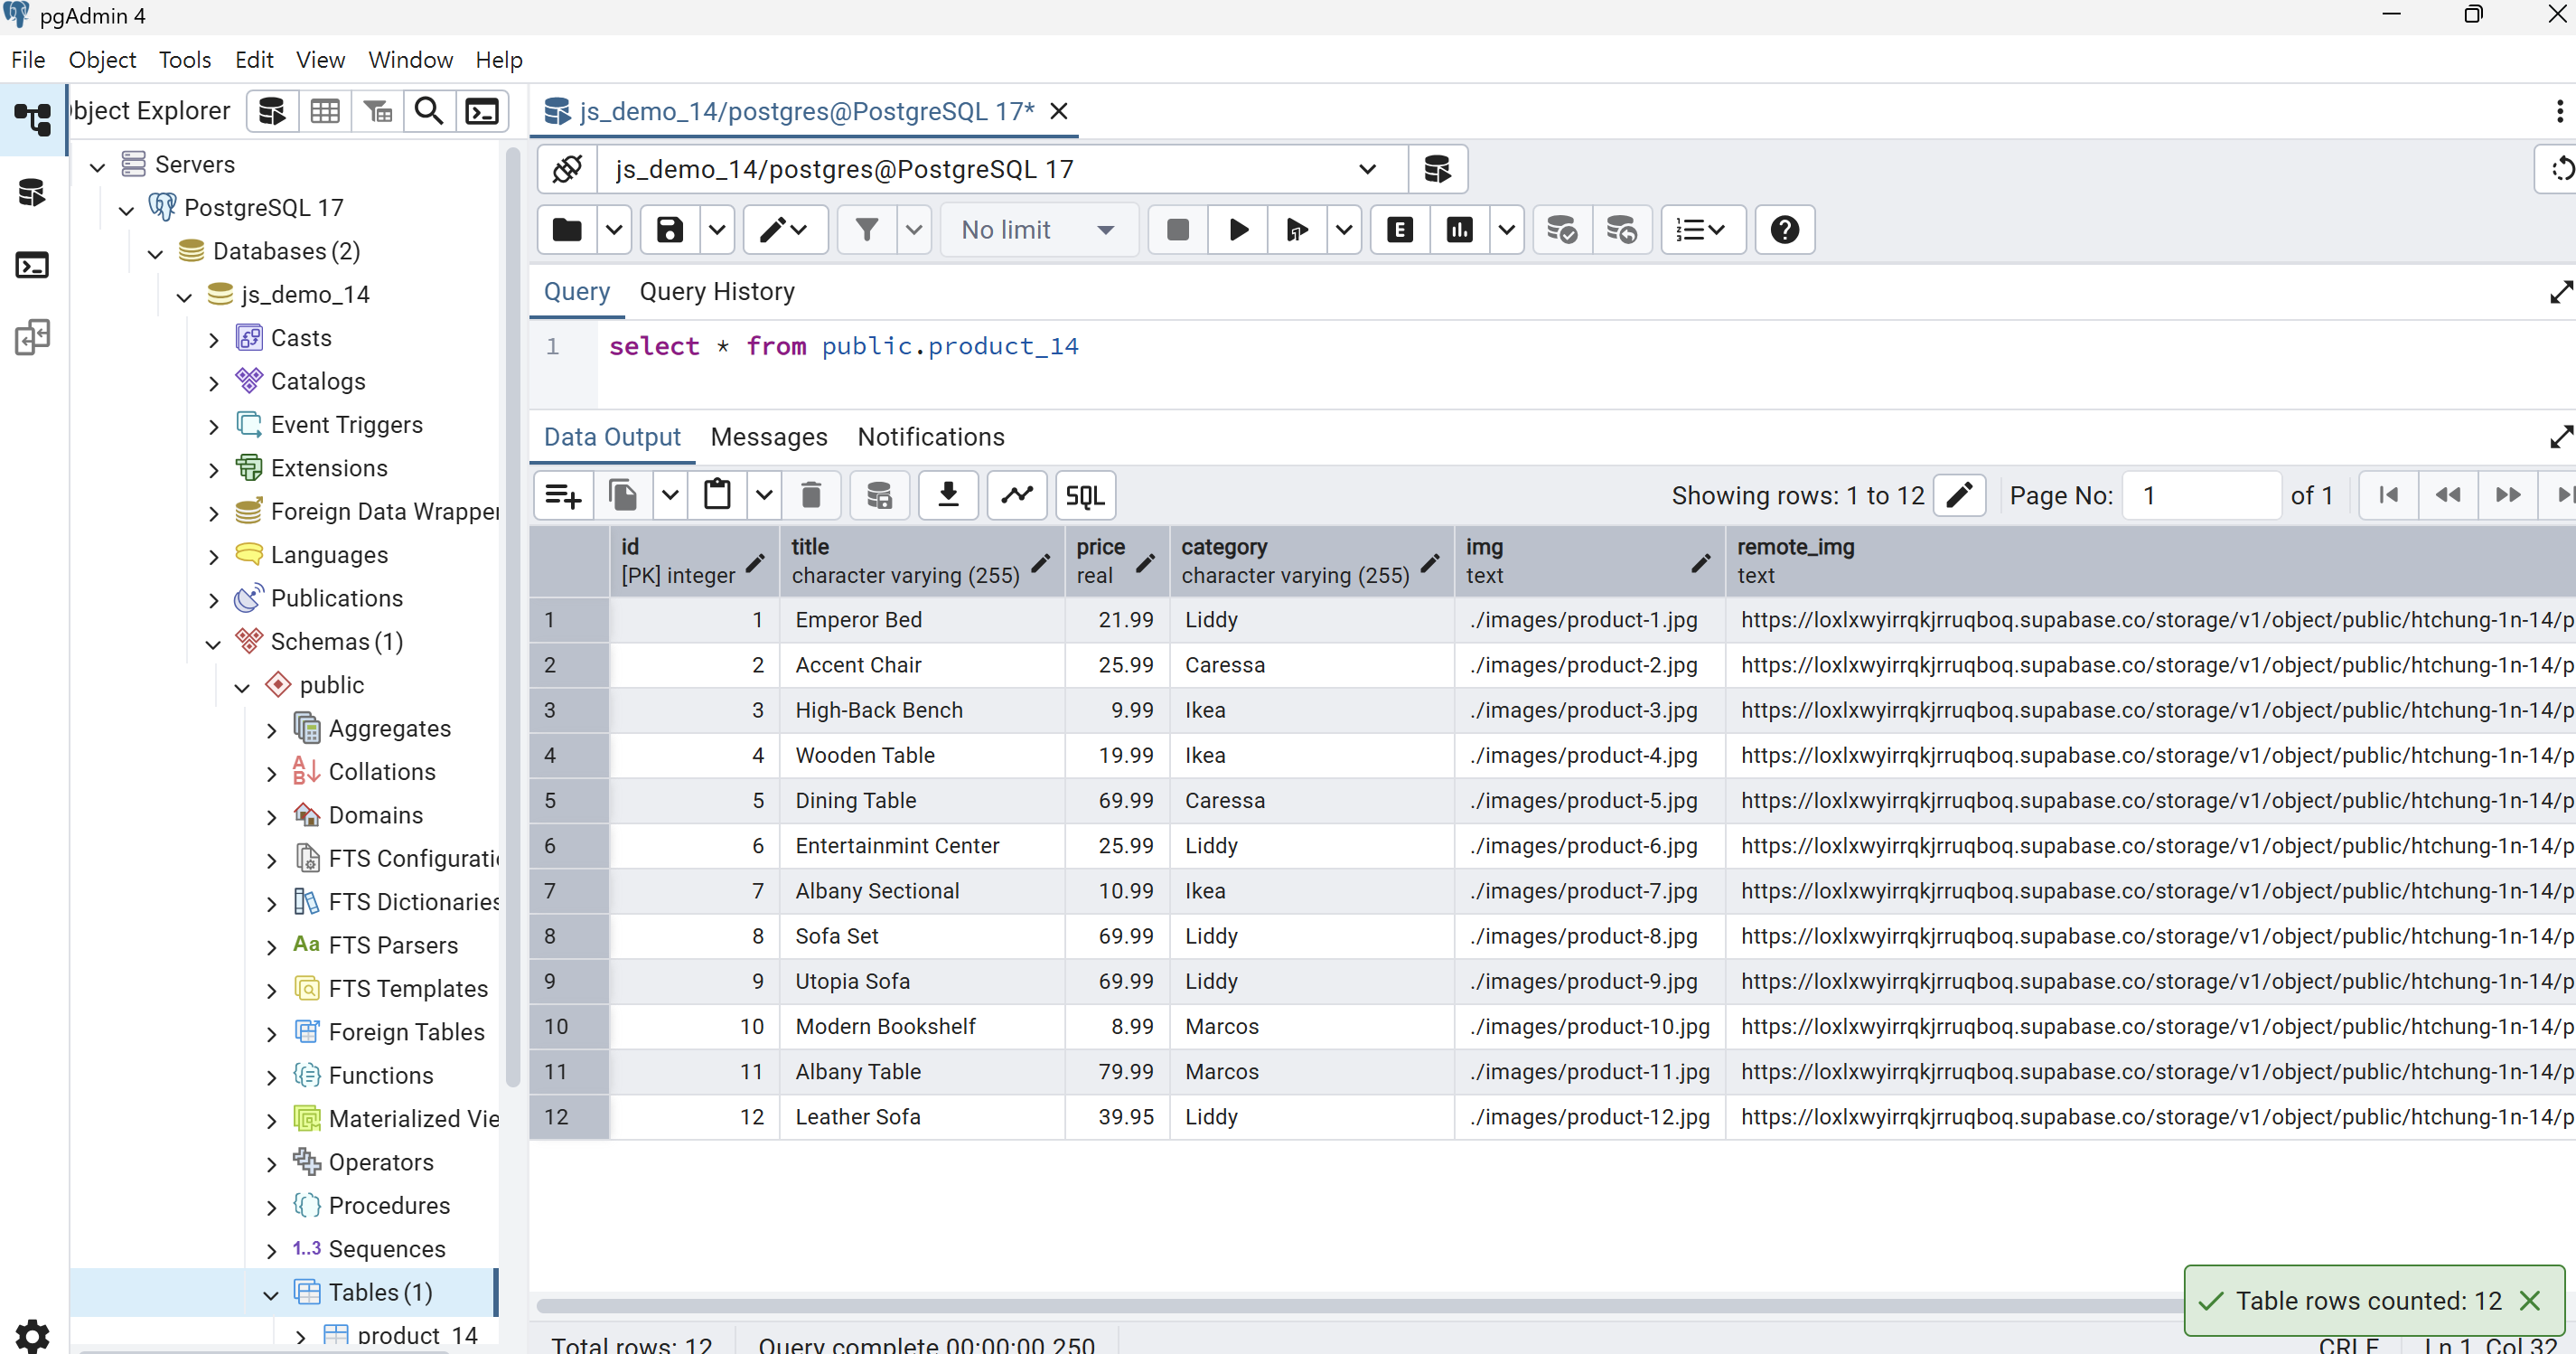 pgAdmin 4
File Object Tools Edit View Window Help
bject Explorer
js_demo_14/postgres@PostgreSQL 17*
Servers
PostgreSQL 17
Databases (2)
js_demo_14
Casts
Catalogs
Event Triggers
Extensions
Foreign Data Wrapper
Languages
Publications
Schemas (1)
public
Aggregates
Collations
Domains
FTS Configurati
FTS Dictionaries
Aa FTS Parsers
FTS Templates
Foreign Tables
Functions
Materialized Vie
Operators
Procedures
1..3 Sequences
Tables (1)
product_14
js_demo_14/postgres@PostgreSQL 17
No limit
E
Query Query History
1 select * from public.product_14
Data Output Messages Notifications
SQL
Showing rows: 1 to 12 Page No: 1 of 1
id title price category img remote_img
[PK] integer character varying (255) real character varying (255) text text
1 1 Emperor Bed 21.99 Liddy ./images/product-1.jpg https://loxlxwyirrqkjrruqboq.supabase.co/storage/v1/object/public/htchung-1n-14/p
2 2 Accent Chair 25.99 Caressa ./images/product-2.jpg https://loxlxwyirrqkjrruqboq.supabase.co/storage/v1/object/public/htchung-1n-14/p
3 3 High-Back Bench 9.99 Ikea ./images/product-3.jpg https://loxlxwyirrqkjrruqboq.supabase.co/storage/v1/object/public/htchung-1n-14/p
4 4 Wooden Table 19.99 Ikea ./images/product-4.jpg https://loxlxwyirrqkjrruqboq.supabase.co/storage/v1/object/public/htchung-1n-14/p
5 5 Dining Table 69.99 Caressa ./images/product-5.jpg https://loxlxwyirrqkjrruqboq.supabase.co/storage/v1/object/public/htchung-1n-14/p
6 6 Entertainmint Center 25.99 Liddy ./images/product-6.jpg https://loxlxwyirrqkjrruqboq.supabase.co/storage/v1/object/public/htchung-1n-14/p
7 7 Albany Sectional 10.99 Ikea ./images/product-7.jpg https://loxlxwyirrqkjrruqboq.supabase.co/storage/v1/object/public/htchung-1n-14/p
8 8 Sofa Set 69.99 Liddy ./images/product-8.jpg https://loxlxwyirrqkjrruqboq.supabase.co/storage/v1/object/public/htchung-1n-14/p
9 9 Utopia Sofa 69.99 Liddy ./images/product-9.jpg https://loxlxwyirrqkjrruqboq.supabase.co/storage/v1/object/public/htchung-1n-14/p
10 10 Modern Bookshelf 8.99 Marcos ./images/product-10.jpg https://loxlxwyirrqkjrruqboq.supabase.co/storage/v1/object/public/htchung-1n-14/p
11 11 Albany Table 79.99 Marcos ./images/product-11.jpg https://loxlxwyirrqkjrruqboq.supabase.co/storage/v1/object/public/htchung-1n-14/p
12 12 Leather Sofa 39.95 Liddy ./images/product-12.jpg https://loxlxwyirrqkjrruqboq.supabase.co/storage/v1/object/public/htchung-1n-14/p
Table rows counted: 12
Total rows: 12 Query complete 00:00:00.250 CRLF Ln 1, Col 32